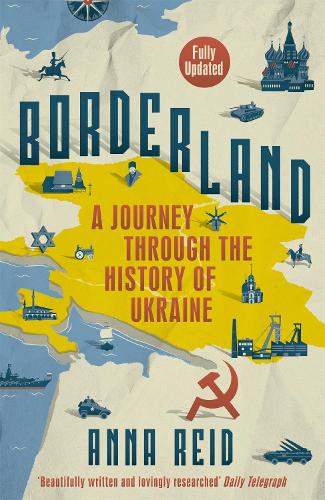 Fully
Updated
BORDERLAND
A JOURNEY
THROUGH THE
HISTORY OF
UKRAINE
ANNA REID
'Beautifully written and lovingly researched' Daily Telegraph